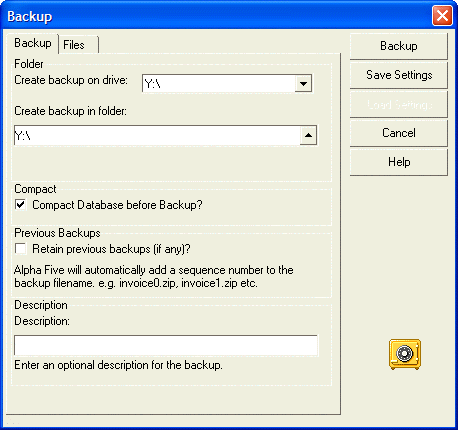 Backup
Backup
Files
Folder
Create backup on drive:
Y:\
Create backup in folder:
Y:\
Compact
Compact Database before Backup?
Previous Backups
Retain previous backups (if any)?
Alpha Five will automatically add a sequence number to the
backup filename. e.g. invoice0.zip, invoice1.zip etc.
Description
Description:
Enter an optional description for the backup.
Backup
Save Settings
Load Settings
Cancel
Help